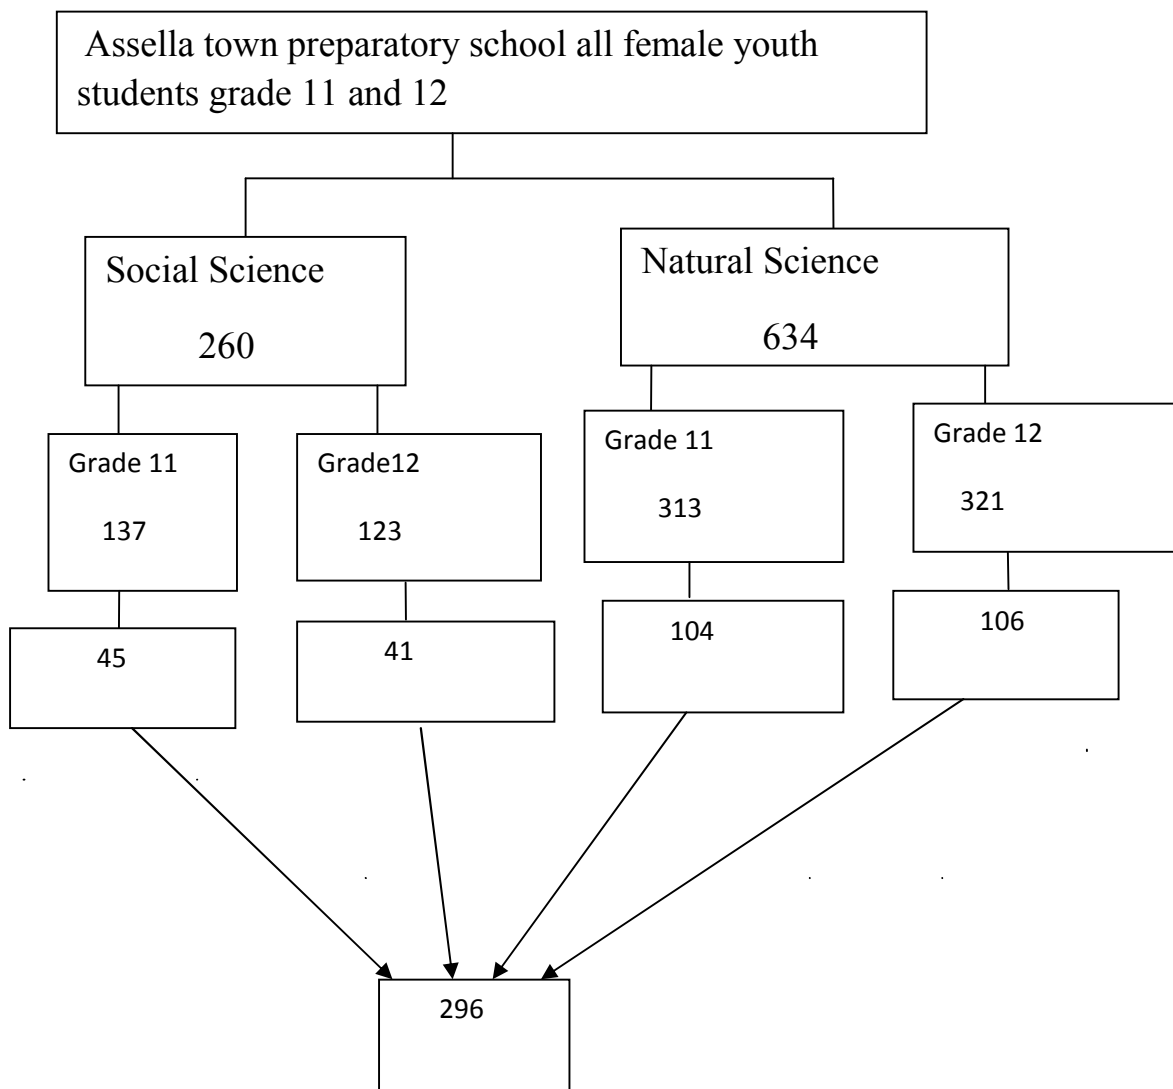 Assella town preparatory school all female youth
students grade 11 and 12
Social Science
260
Natural Science
634
Grade 11
137
Grade12
123
Grade 11
313
Grade 12
321
45
41
104
106
296